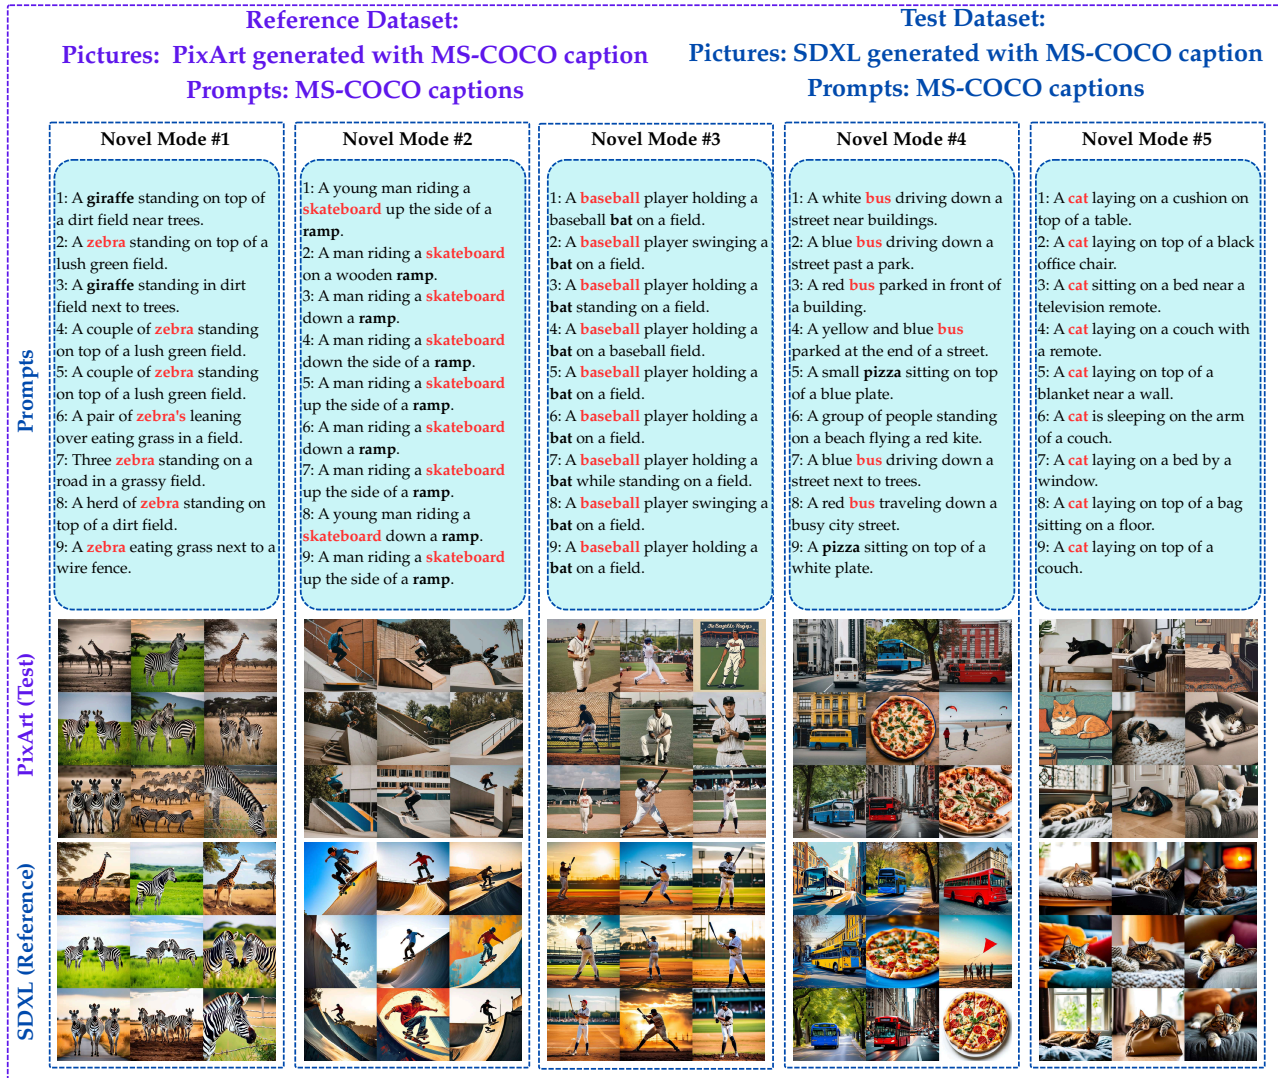 Reference Dataset:
Pictures: PixArt generated with MS-COCO caption
Prompts: MS-COCO captions
Test Dataset:
Pictures: SDXL generated with MS-COCO caption
Prompts: MS-COCO captions
Prompts
PixArt (Test)
SDXL (Reference)
Novel Mode #1
1: A giraffe standing on top of
a dirt field near trees.
2: A zebra standing on top of a
lush green field.
3: A giraffe standing in dirt
field next to trees.
4: A couple of zebra standing
on top of a lush green field.
5: A couple of zebra standing
on top of a lush green field.
6: A pair of zebra's leaning
over eating grass in a field.
7: Three zebra standing on a
road in a grassy field.
8: A herd of zebra standing on
top of a dirt field.
9: A zebra eating grass next to a
wire fence.
Novel Mode #2
1: A young man riding a
skateboard up the side of a
ramp.
2: A man riding a skateboard
on a wooden ramp.
3: A man riding a skateboard
down a ramp.
4: A man riding a skateboard
down the side of a ramp.
5: A man riding a skateboard
up the side of a ramp.
6: A man riding a skateboard
down a ramp.
7: A man riding a skateboard
up the side of a ramp.
8: A young man riding a
skateboard down a ramp.
9: A man riding a skateboard
up the side of a ramp.
Novel Mode #3
1: A baseball player holding a
baseball bat on a field.
2: A baseball player swinging a
bat on a field.
3: A baseball player holding a
bat standing on a field.
4: A baseball player holding a
bat on a baseball field.
5: A baseball player holding a
bat on a field.
6: A baseball player holding a
bat on a field.
7: A baseball player holding a
bat while standing on a field.
8: A baseball player swinging a
bat on a field.
9: A baseball player holding a
bat on a field.
Novel Mode #4
1: A white bus driving down a
street near buildings.
2: A blue bus driving down a
street past a park.
3: A red bus parked in front of
a building.
4: A yellow and blue bus
parked at the end of a street.
5: A small pizza sitting on top
of a blue plate.
6: A group of people standing
on a beach flying a red kite.
7: A blue bus driving down a
street next to trees.
8: A red bus traveling down a
busy city street.
9: A pizza sitting on top of a
white plate.
Novel Mode #5
1: A cat laying on a cushion on
top of a table.
2: A cat laying on top of a black
office chair.
3: A cat sitting on a bed near a
television remote.
4: A cat laying on a couch with
a remote.
5: A cat laying on top of a
blanket near a wall.
6: A cat is sleeping on the arm
of a couch.
7: A cat laying on a bed by a
window.
8: A cat laying on top of a bag
sitting on a floor.
9: A cat laying on top of a
couch.